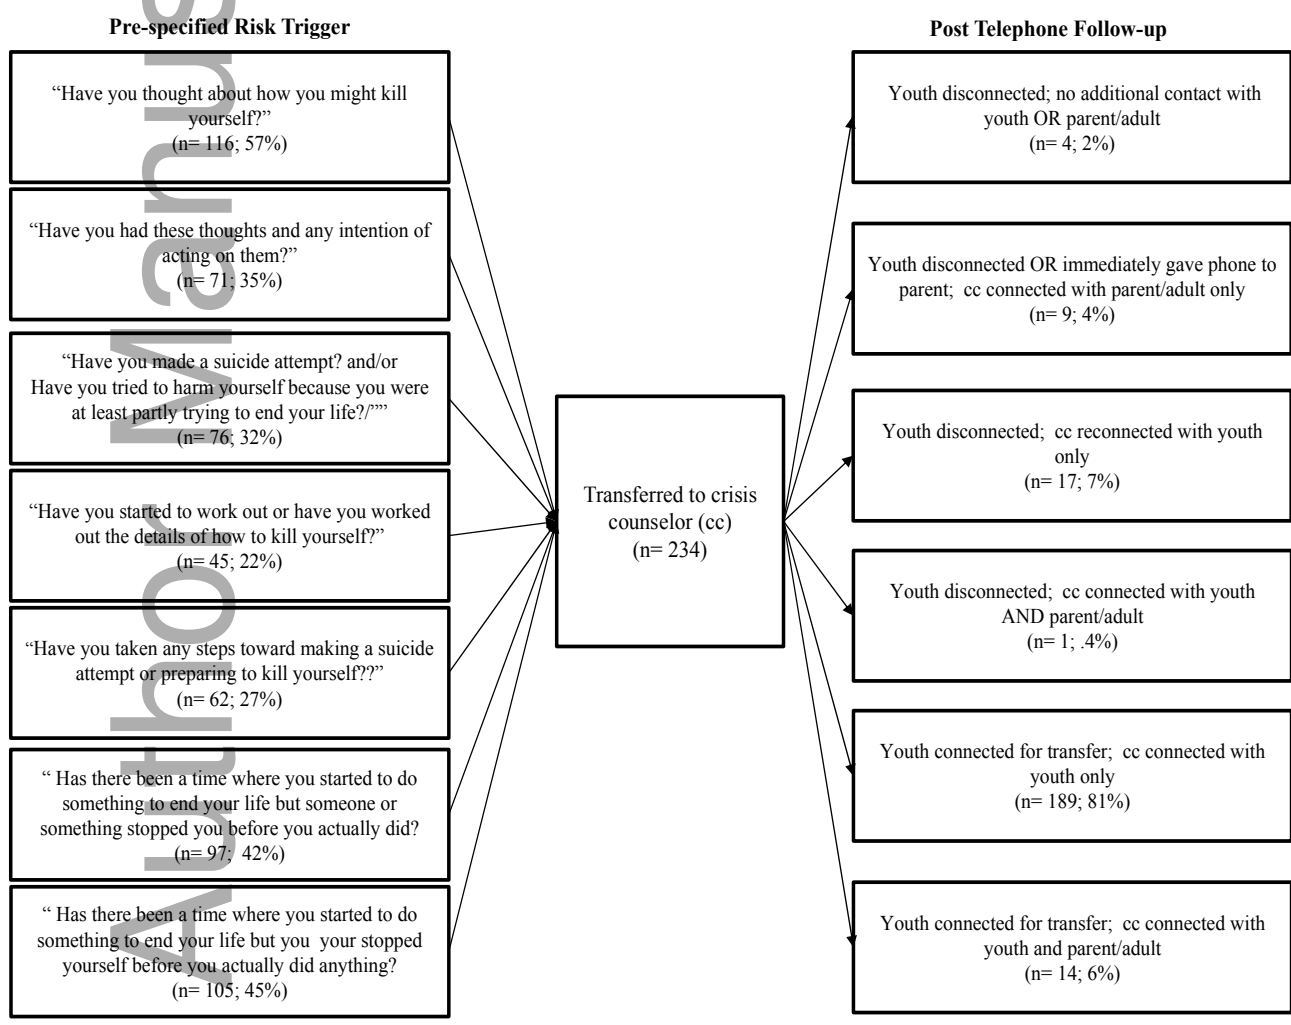 Pre-specified Risk Trigger
“Have you thought about how you might kill
yourself?”
(n= 116; 57%)
“Have you had these thoughts and any intention of
acting on them?”
(n= 71; 35%)
“Have you made a suicide attempt? and/or
Have you tried to harm yourself because you were
at least partly trying to end your life?/””
(n= 76; 32%)
“Have you started to work out or have you worked
out the details of how to kill yourself?”
(n= 45; 22%)
“Have you taken any steps toward making a suicide
attempt or preparing to kill yourself??”
(n= 62; 27%)
“ Has there been a time where you started to do
something to end your life but someone or
something stopped you before you actually did?
(n= 97;  42%)
“ Has there been a time where you started to do
something to end your life but you  your stopped
yourself before you actually did anything?
(n= 105; 45%)
Transferred to crisis
counselor (cc)
(n= 234)
Post Telephone Follow-up
Youth disconnected; no additional contact with
youth OR parent/adult
(n= 4; 2%)
Youth disconnected OR immediately gave phone to
parent;  cc connected with parent/adult only
(n= 9; 4%)
Youth disconnected;  cc reconnected with youth
only
(n= 17; 7%)
Youth disconnected;  cc connected with youth
AND parent/adult
(n= 1; .4%)
Youth connected for transfer;  cc connected with
youth only
(n= 189; 81%)
Youth connected for transfer;  cc connected with
youth and parent/adult
(n= 14; 6%)
Author Manus